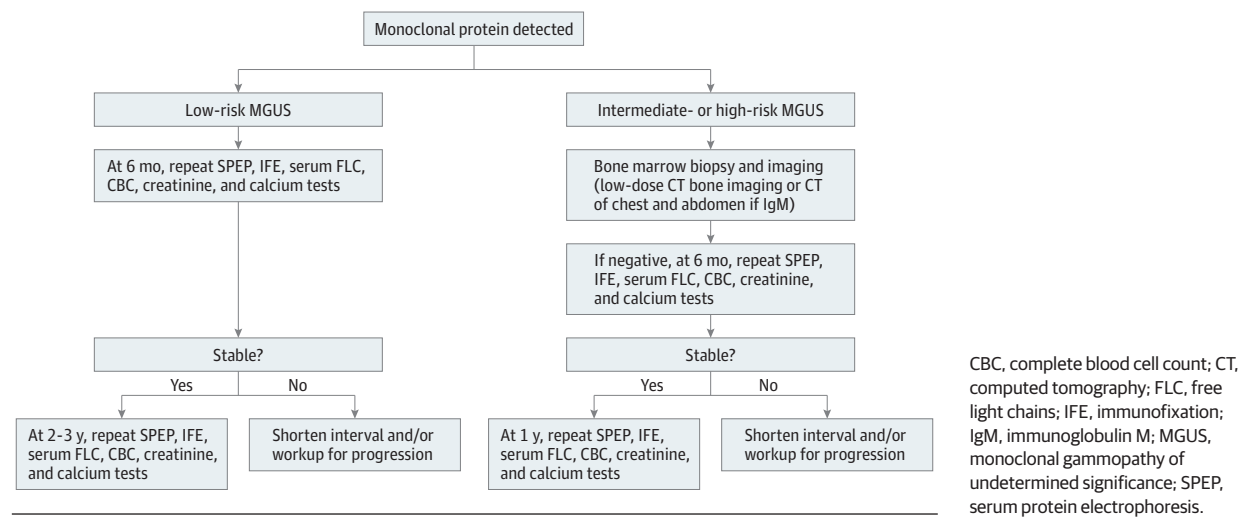 Monoclonal protein detected
Low-risk MGUS
At 6 mo, repeat SPEP, IFE, serum FLC,
CBC, creatinine, and calcium tests
Stable?
Yes
No
At 2-3 y, repeat SPEP, IFE,
serum FLC, CBC, creatinine,
and calcium tests
Shorten interval and/or
workup for progression
Intermediate- or high-risk MGUS
Bone marrow biopsy and imaging
(low-dose CT bone imaging or CT
of chest and abdomen if IgM)
If negative, at 6 mo, repeat SPEP,
IFE, serum FLC, CBC, creatinine,
and calcium tests
Stable?
Yes
No
At 1 y, repeat SPEP, IFE,
serum FLC, CBC, creatinine,
and calcium tests
Shorten interval and/or
workup for progression
CBC, complete blood cell count; CT,
computed tomography; FLC, free
light chains; IFE, immunofixation;
IgM, immunoglobulin M; MGUS,
monoclonal gammopathy of
undetermined significance; SPEP,
serum protein electrophoresis.